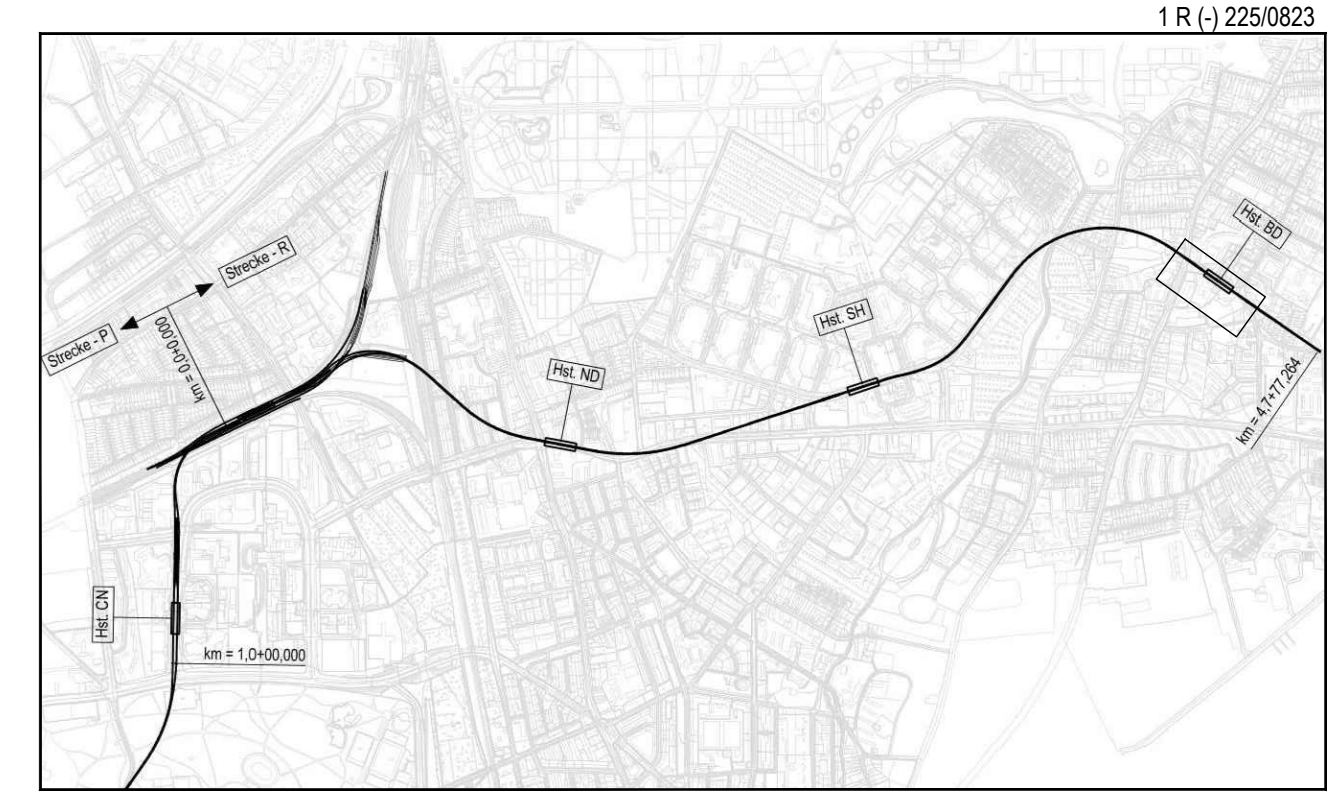 1 R (-) 225/0823
Hst. BD
Strecke - R
Strecke - P
km = 0,0+0,000
Hst. SH
Hst. ND
km = 4,7+77,264
Hst. CN
km = 1,0+00,000